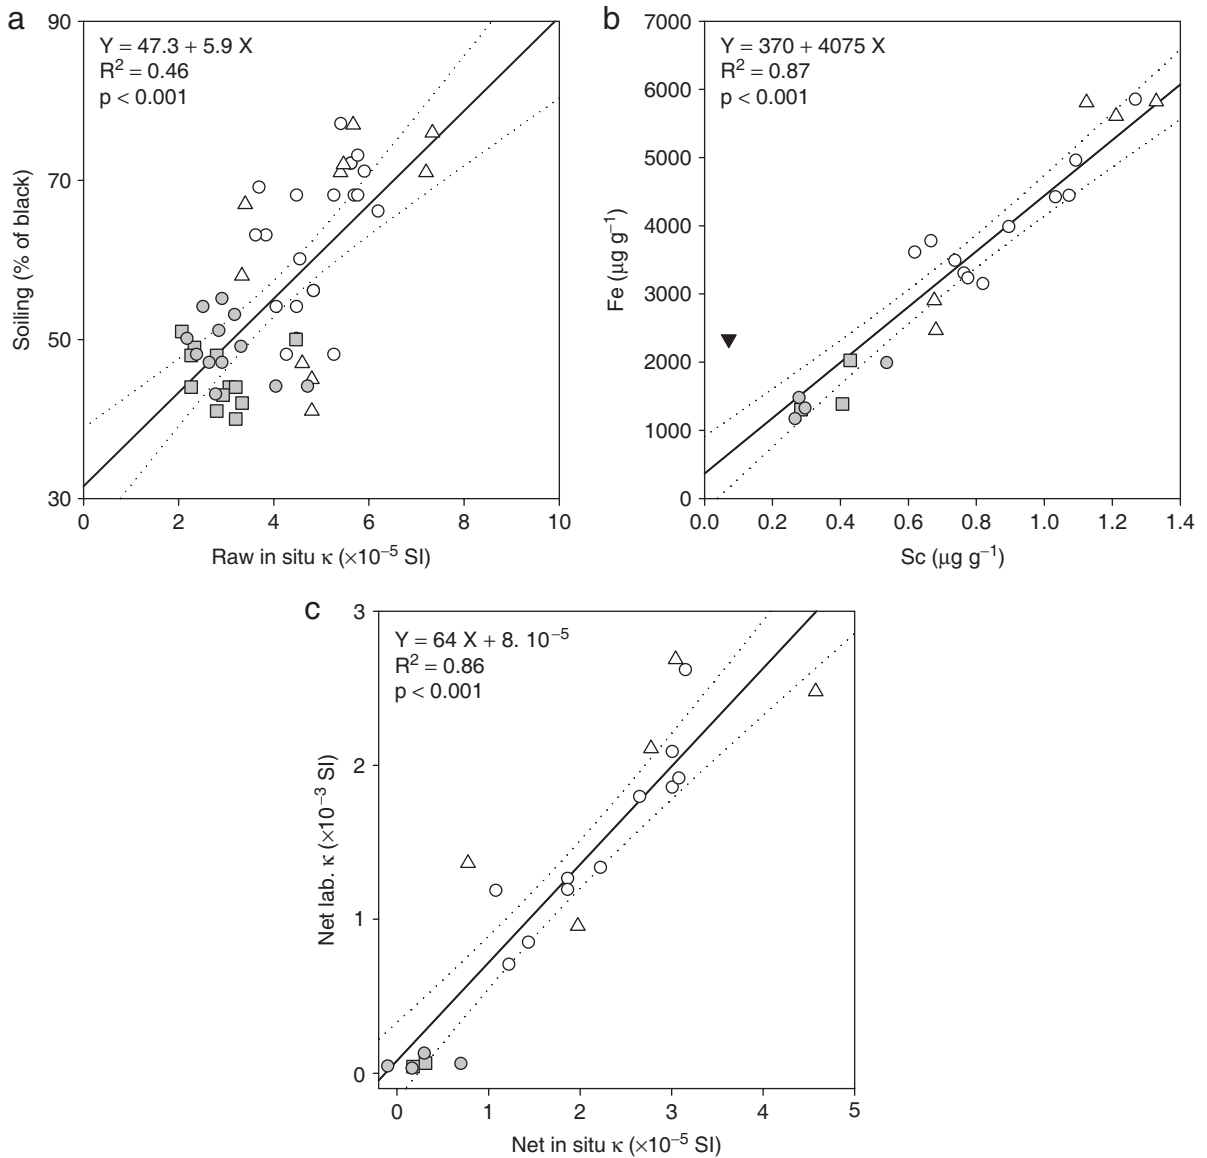 a
Y = 47.3 + 5.9 X
R² = 0.46
p < 0.001
90
70
50
30
Soiling (% of black)
0 2 4 6 8 10
Raw in situ κ (×10⁻⁵ SI)
b
Y = 370 + 4075 X
R² = 0.87
p < 0.001
7000
6000
5000
4000
3000
2000
1000
0
Fe (µg g⁻¹)
0.0 0.2 0.4 0.6 0.8 1.0 1.2 1.4
Sc (µg g⁻¹)
c
Y = 64 X + 8. 10⁻⁵
R² = 0.86
p < 0.001
3
2
1
0
Net lab. κ (×10⁻³ SI)
0 1 2 3 4 5
Net in situ κ (×10⁻⁵ SI)